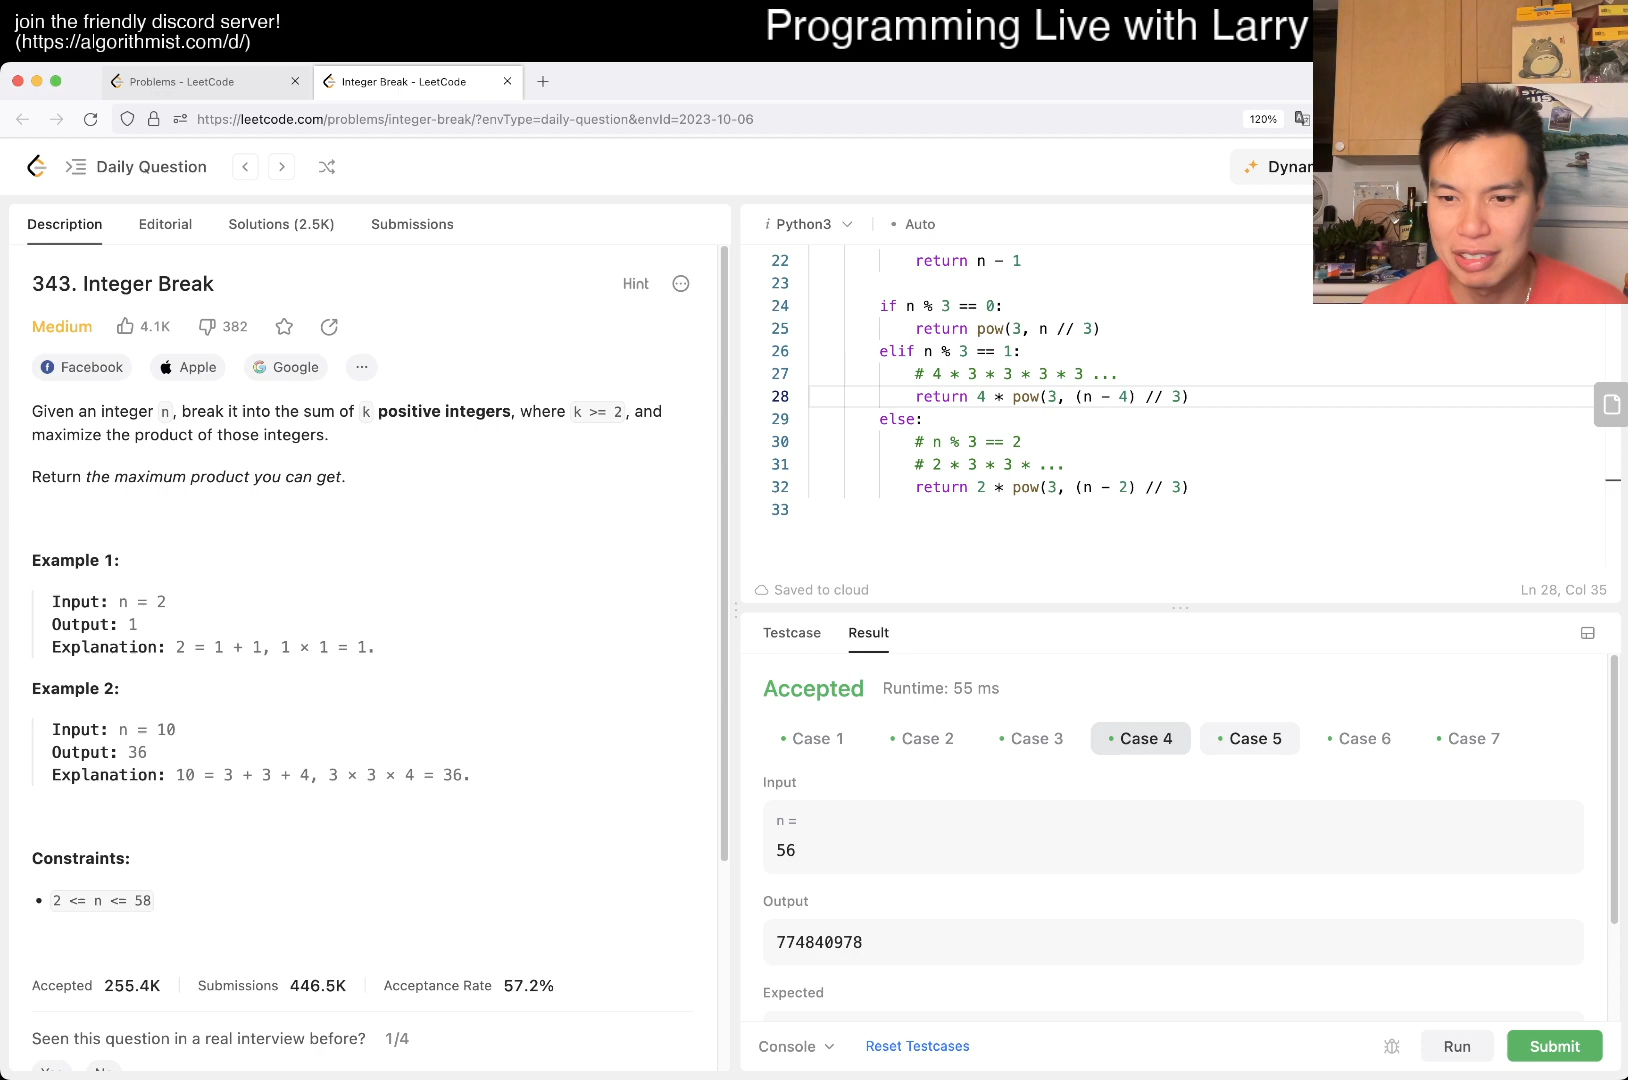 join the friendly discord server!
(https://algorithmist.com/d/)
Programming Live with Larry
Problems - LeetCode
Integer Break - LeetCode
https://leetcode.com/problems/integer-break/?envType=daily-question&envId=2023-10-06
120%
Daily Question
Dynam
Description
Editorial
Solutions (2.5K)
Submissions
343. Integer Break
Hint
Medium
4.1K
382
Facebook
Apple
Google
Given an integer n, break it into the sum of k positive integers, where k >= 2, and
maximize the product of those integers.
Return the maximum product you can get.
Example 1:
Input: n = 2
Output: 1
Explanation: 2 = 1 + 1, 1 × 1 = 1.
Example 2:
Input: n = 10
Output: 36
Explanation: 10 = 3 + 3 + 4, 3 × 3 × 4 = 36.
Constraints:
• 2 <= n <= 58
Accepted 255.4K
Submissions 446.5K
Acceptance Rate 57.2%
Seen this question in a real interview before? 1/4
i Python3
• Auto
22 return n - 1
23
24 if n % 3 == 0:
25 return pow(3, n // 3)
26 elif n % 3 == 1:
27 # 4 * 3 * 3 * 3 * 3 ...
28 return 4 * pow(3, (n - 4) // 3)
29 else:
30 # n % 3 == 2
31 # 2 * 3 * 3 * ...
32 return 2 * pow(3, (n - 2) // 3)
33
Saved to cloud
Ln 28, Col 35
Testcase
Result
Accepted Runtime: 55 ms
• Case 1
• Case 2
• Case 3
• Case 4
• Case 5
• Case 6
• Case 7
Input
n =
56
Output
774840978
Expected
Console
Reset Testcases
Run
Submit